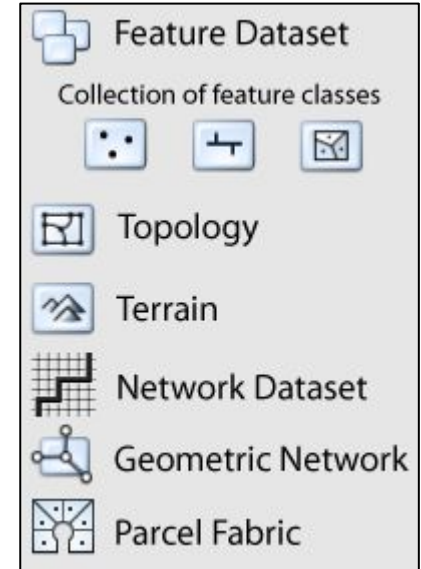 Feature Dataset
Collection of feature classes
Topology
Terrain
Network Dataset
Geometric Network
Parcel Fabric